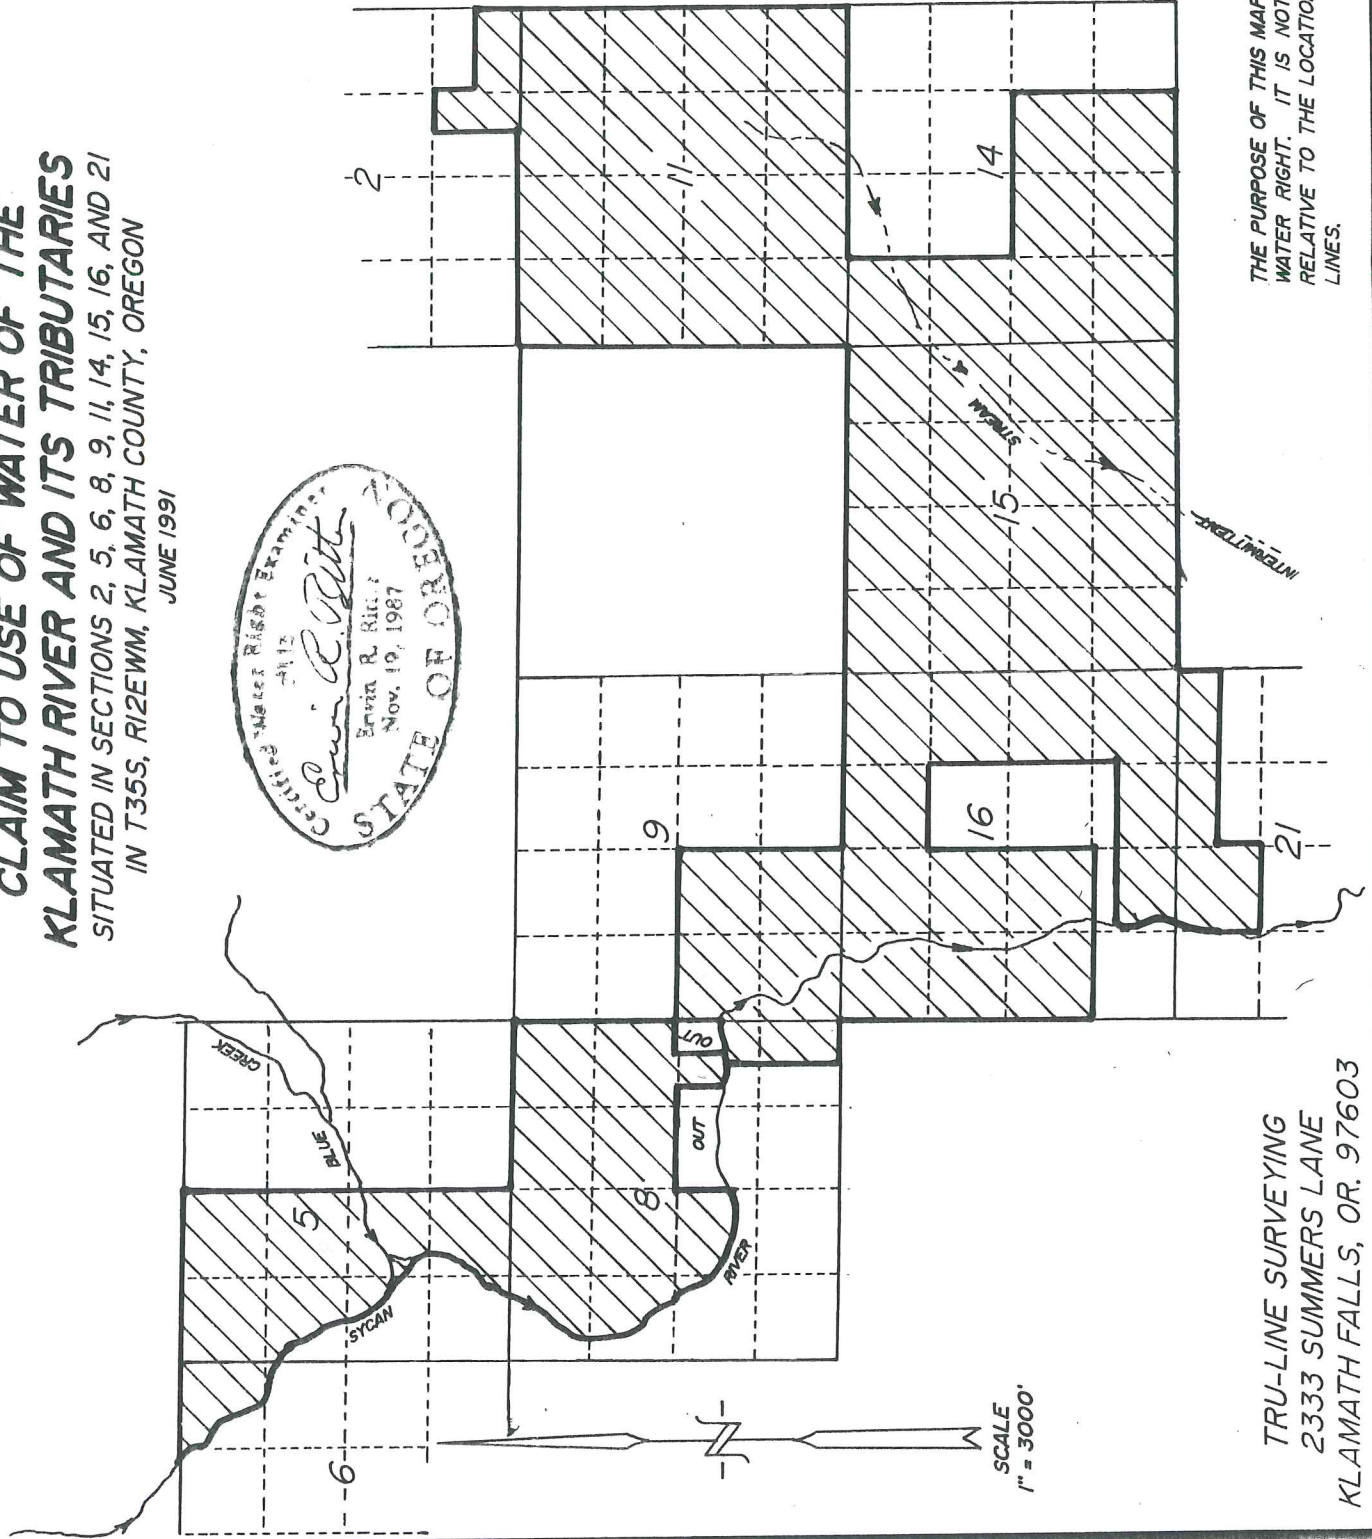 CLAIM TO USE OF WATER OF THE
KLAMATH RIVER AND ITS TRIBUTARIES
SITUATED IN SECTIONS 2, 5, 6, 8, 9, 11, 14, 15, 16, AND 21
IN T35S, R12EWM, KLAMATH COUNTY, OREGON
JUNE 1991
Certified Water Right Examiner
Ervin R.
Nov. 19, 1987
STATE OF OREGON
CREEK
BLUE
5
6
SYCAN
8
RIVER
OUT
OUT
9
2
11
14
STREAM
15
INTERMITTENT
16
21
N
SCALE
1" = 3000'
THE PURPOSE OF THIS MAP
WATER RIGHT. IT IS NOT
RELATIVE TO THE LOCATION
LINES.
TRU-LINE SURVEYING
2333 SUMMERS LANE
KLAMATH FALLS, OR. 97603